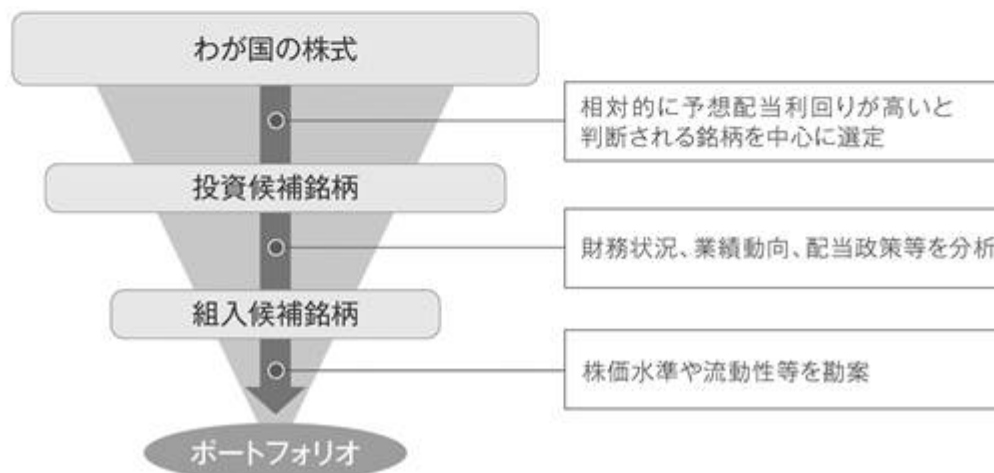 わが国の株式
相対的に予想配当利回りが高いと
判断される銘柄を中心に選定
投資候補銘柄
財務状況、業績動向、配当政策等を分析
組入候補銘柄
株価水準や流動性等を勘案
ポートフォリオ